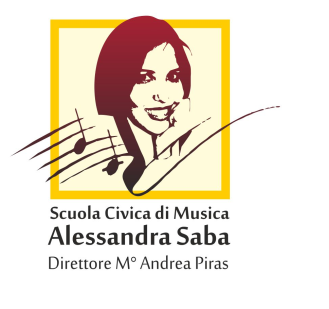 Scuola Civica di Musica
Alessandra Saba
Direttore M° Andrea Piras